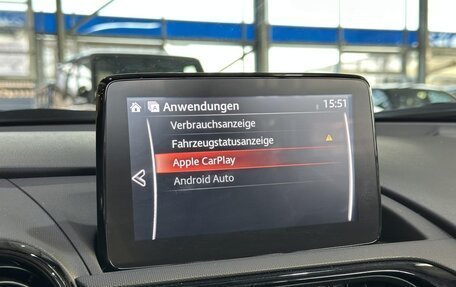 Anwendungen 15:51
Verbrauchsanzeige
Fahrzeugstatusanzeige
Apple CarPlay
Android Auto